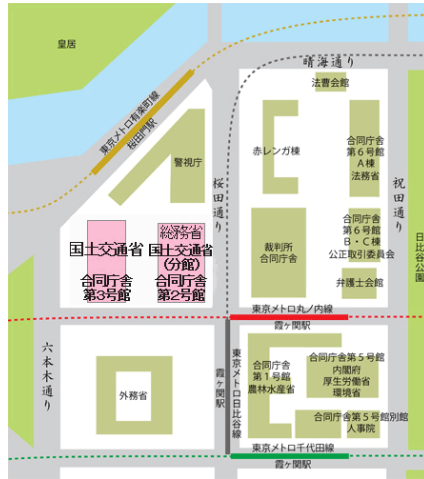 皇居
晴海通り
法曹会館
東京メトロ有楽町線
桜田門駅
警視庁
桜田通り
赤レンガ棟
合同庁舎
第６号館
Ａ棟
法務省
祝田通り
総務省
国土交通省
国土交通省
(分館)
合同庁舎
第3号館
合同庁舎
第2号館
裁判所
合同庁舎
合同庁舎
第６号館
Ｂ・Ｃ棟
公正取引委員会
弁護士会館
日比谷公園
東京メトロ丸ノ内線
霞ヶ関駅
六本木通り
外務省
霞ヶ関駅
東京メトロ日比谷線
合同庁舎
第１号館
農林水産省
合同庁舎第５号館
内閣府
厚生労働省
環境省
合同庁舎第５号館別館
人事院
東京メトロ千代田線
霞ヶ関駅